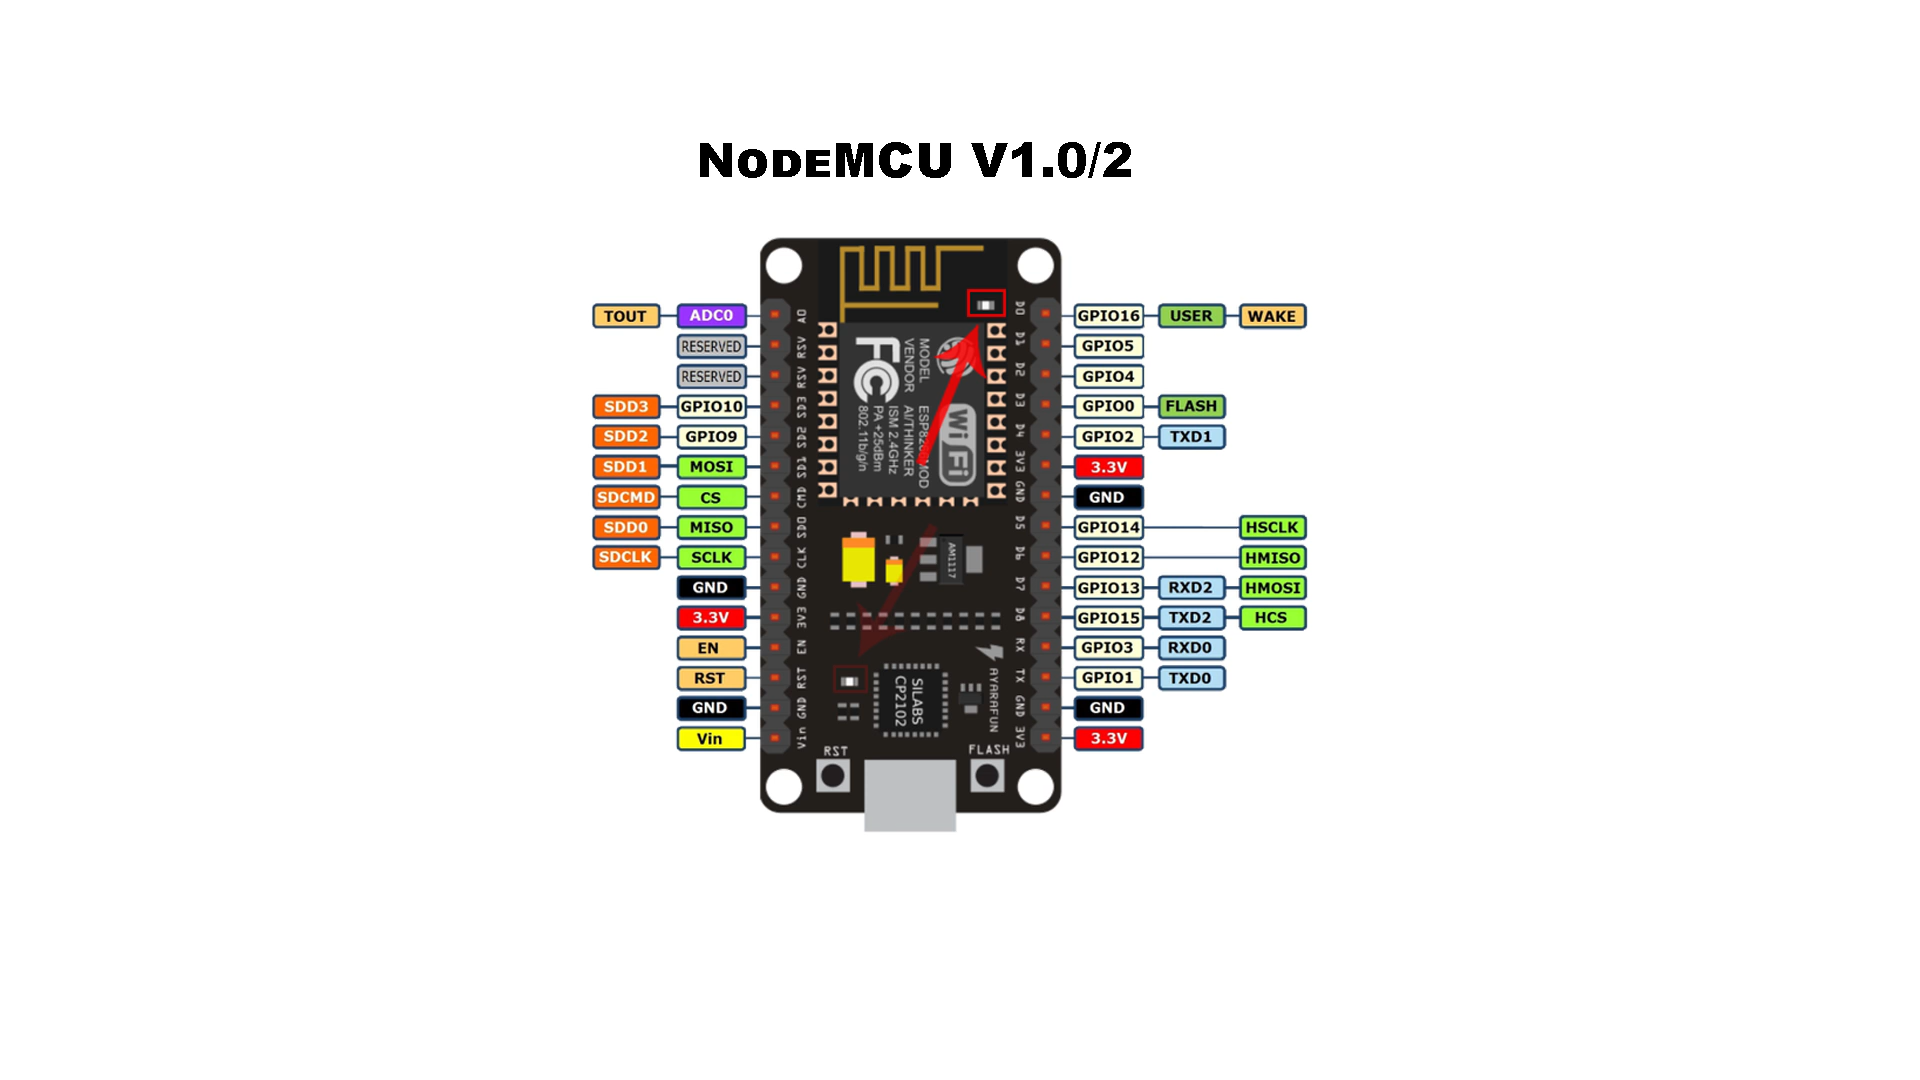 NodeMCU V1.0/2
TOUT ADC0
RESERVED
RESERVED
SDD3 GPIO10
SDD2 GPIO9
SDD1 MOSI
SDCMD CS
SDD0 MISO
SDCLK SCLK
GND
3.3V
EN
RST
GND
Vin
A0
RSV
RSV
SD3
SD2
SD1
CMD
SDO
CLK
GND
3V3
EN
RST
GND
Vin
FC
MODEL
VENDOR
AI/THINKER
ISM 2.4GHz
PA +25dBm
802.11b/g/n
WiFi
AM1117
SILABS
CP2102
AYARAFUN
RST
FLASH
D0
D1
D2
D3
D4
3V3
GND
D5
D6
D7
D8
RX
TX
GND
3V3
GPIO16 USER WAKE
GPIO5
GPIO4
GPIO0 FLASH
GPIO2 TXD1
3.3V
GND
GPIO14 HSCLK
GPIO12 HMISO
GPIO13 RXD2 HMOSI
GPIO15 TXD2 HCS
GPIO3 RXD0
GPIO1 TXD0
GND
3.3V